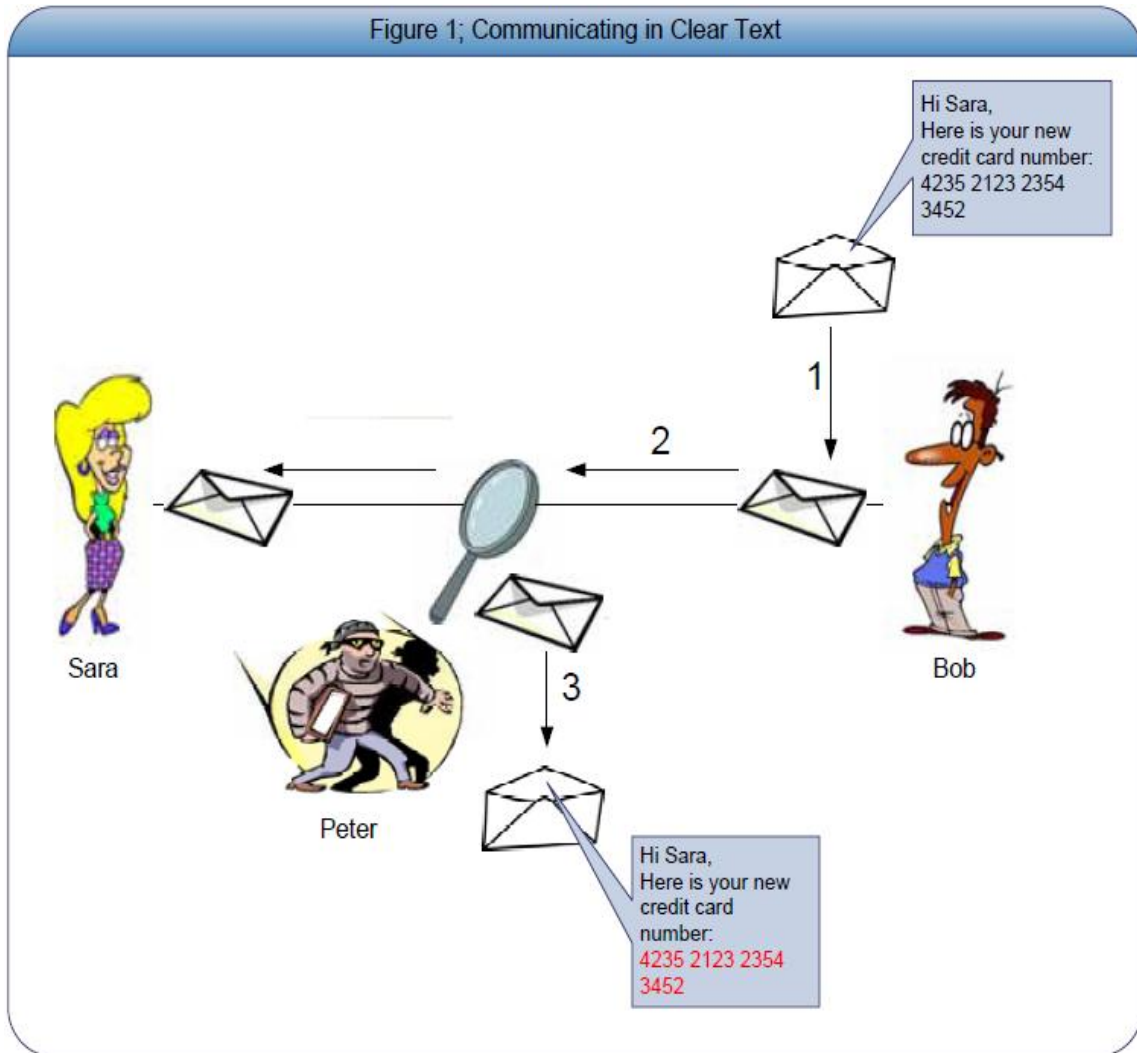 Figure 1; Communicating in Clear Text
Hi Sara,
Here is your new
credit card number:
4235 2123 2354
3452
1
2
Sara
Bob
3
Peter
Hi Sara,
Here is your new
credit card
number:
4235 2123 2354
3452